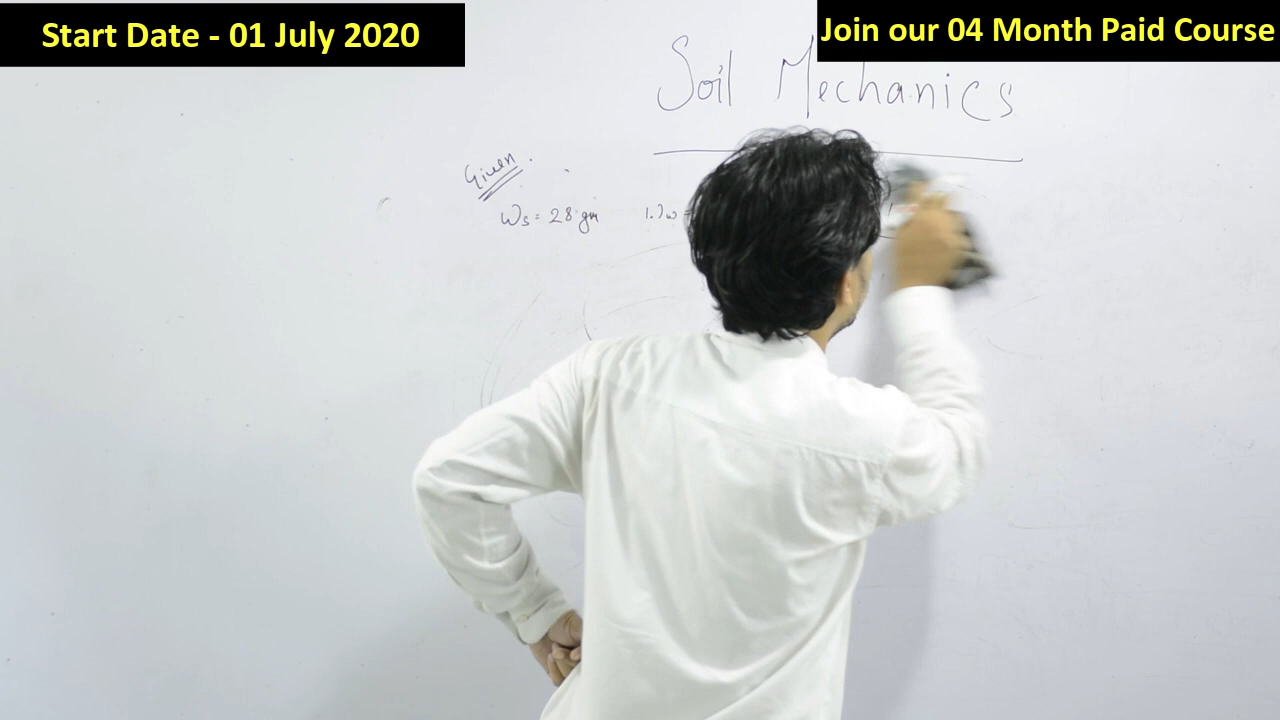 Start Date - 01 July 2020
Join our 04 Month Paid Course
Soil Mechanics
Given
Ws = 28 gm